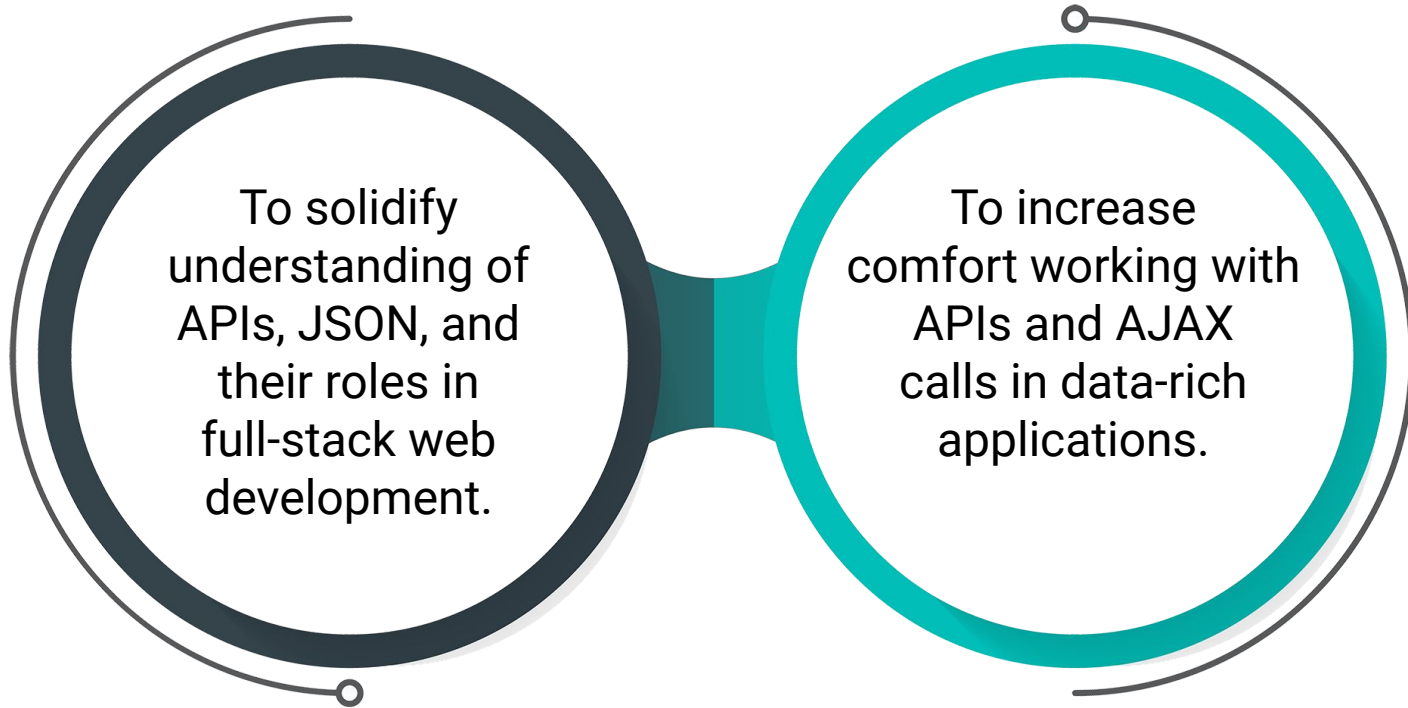 To solidify
understanding of
APIs, JSON, and
their roles in
full-stack web
development.
To increase
comfort working with
APIs and AJAX
calls in data-rich
applications.